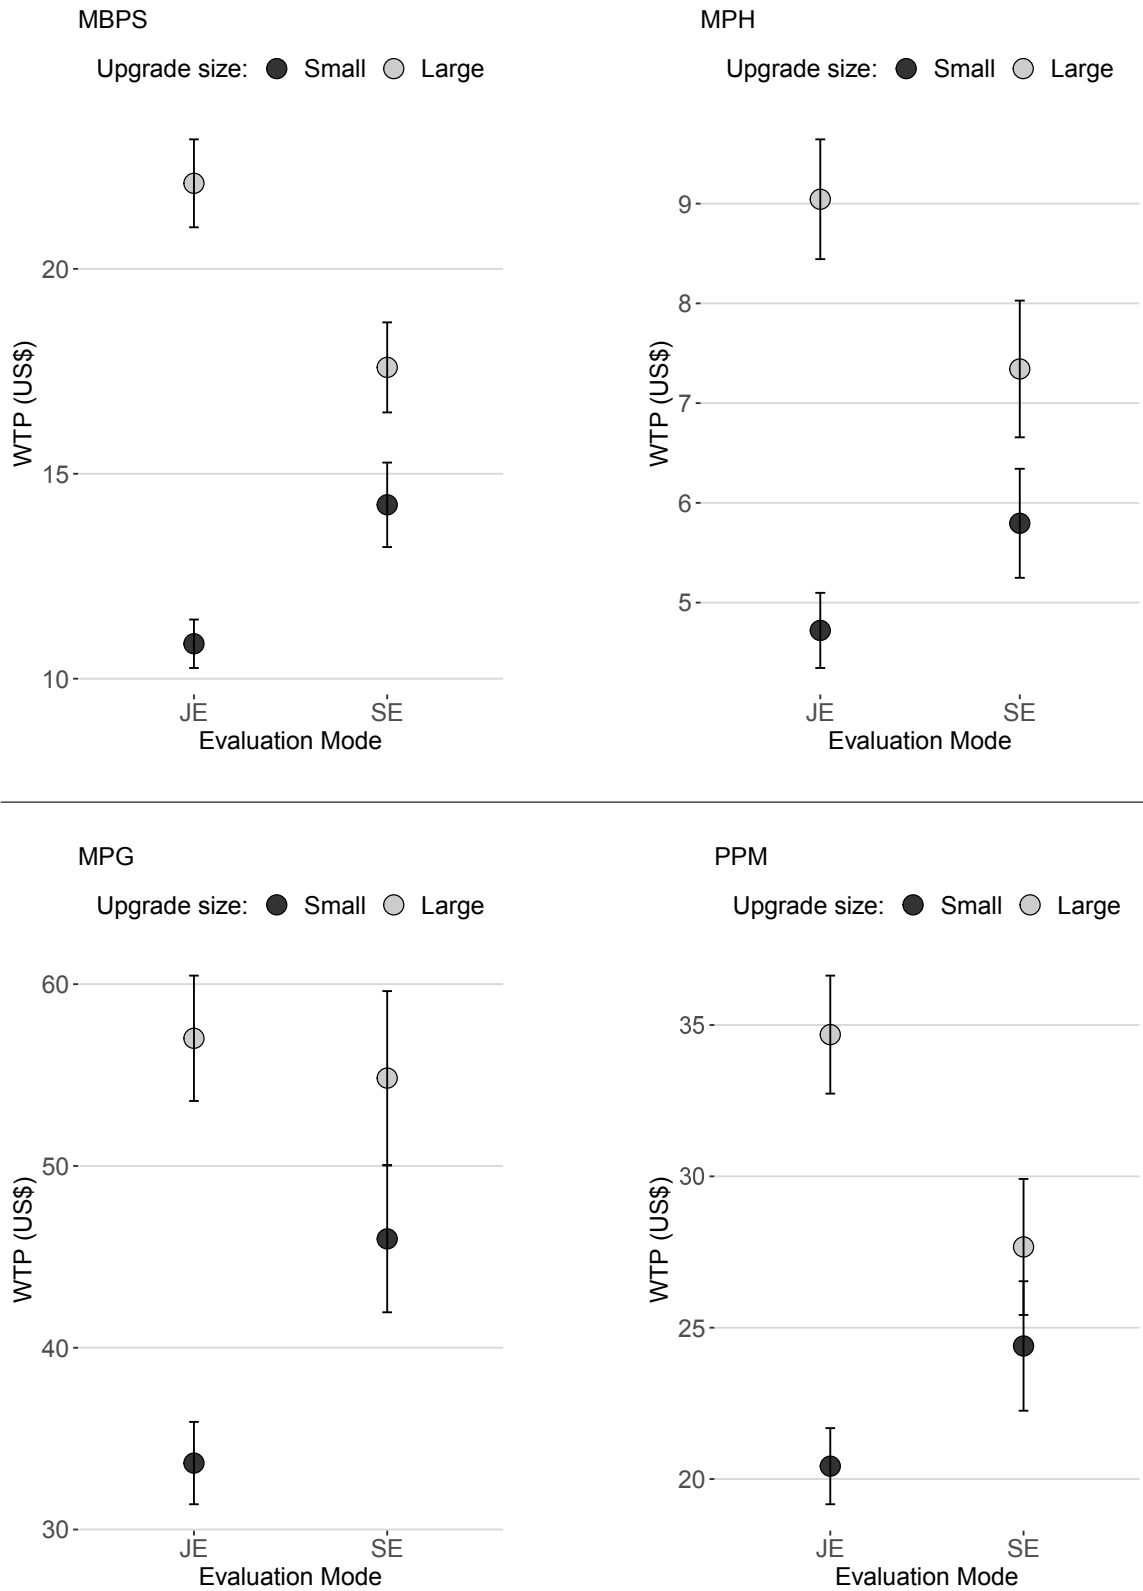 MBPS
Upgrade size: Small Large
20
15
10
WTP (US$)
JE SE
Evaluation Mode
MPH
Upgrade size: Small Large
9
8
7
6
5
WTP (US$)
JE SE
Evaluation Mode
MPG
Upgrade size: Small Large
60
50
40
30
WTP (US$)
JE SE
Evaluation Mode
PPM
Upgrade size: Small Large
35
30
25
20
WTP (US$)
JE SE
Evaluation Mode